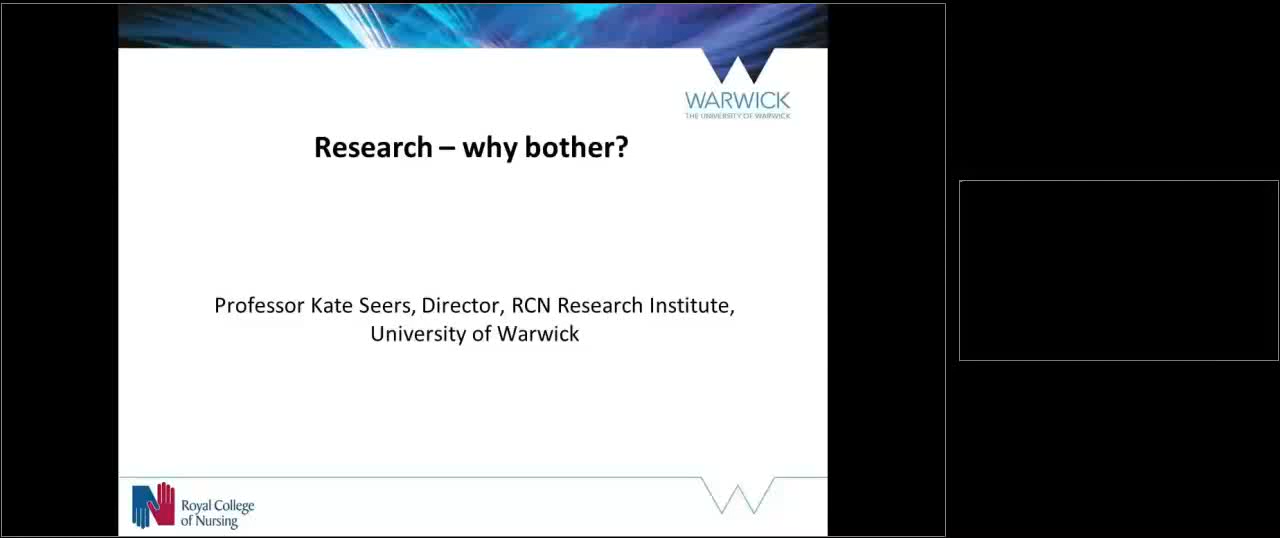 WARWICK
THE UNIVERSITY OF WARWICK
Research – why bother?
Professor Kate Seers, Director, RCN Research Institute,
University of Warwick
Royal College
of Nursing